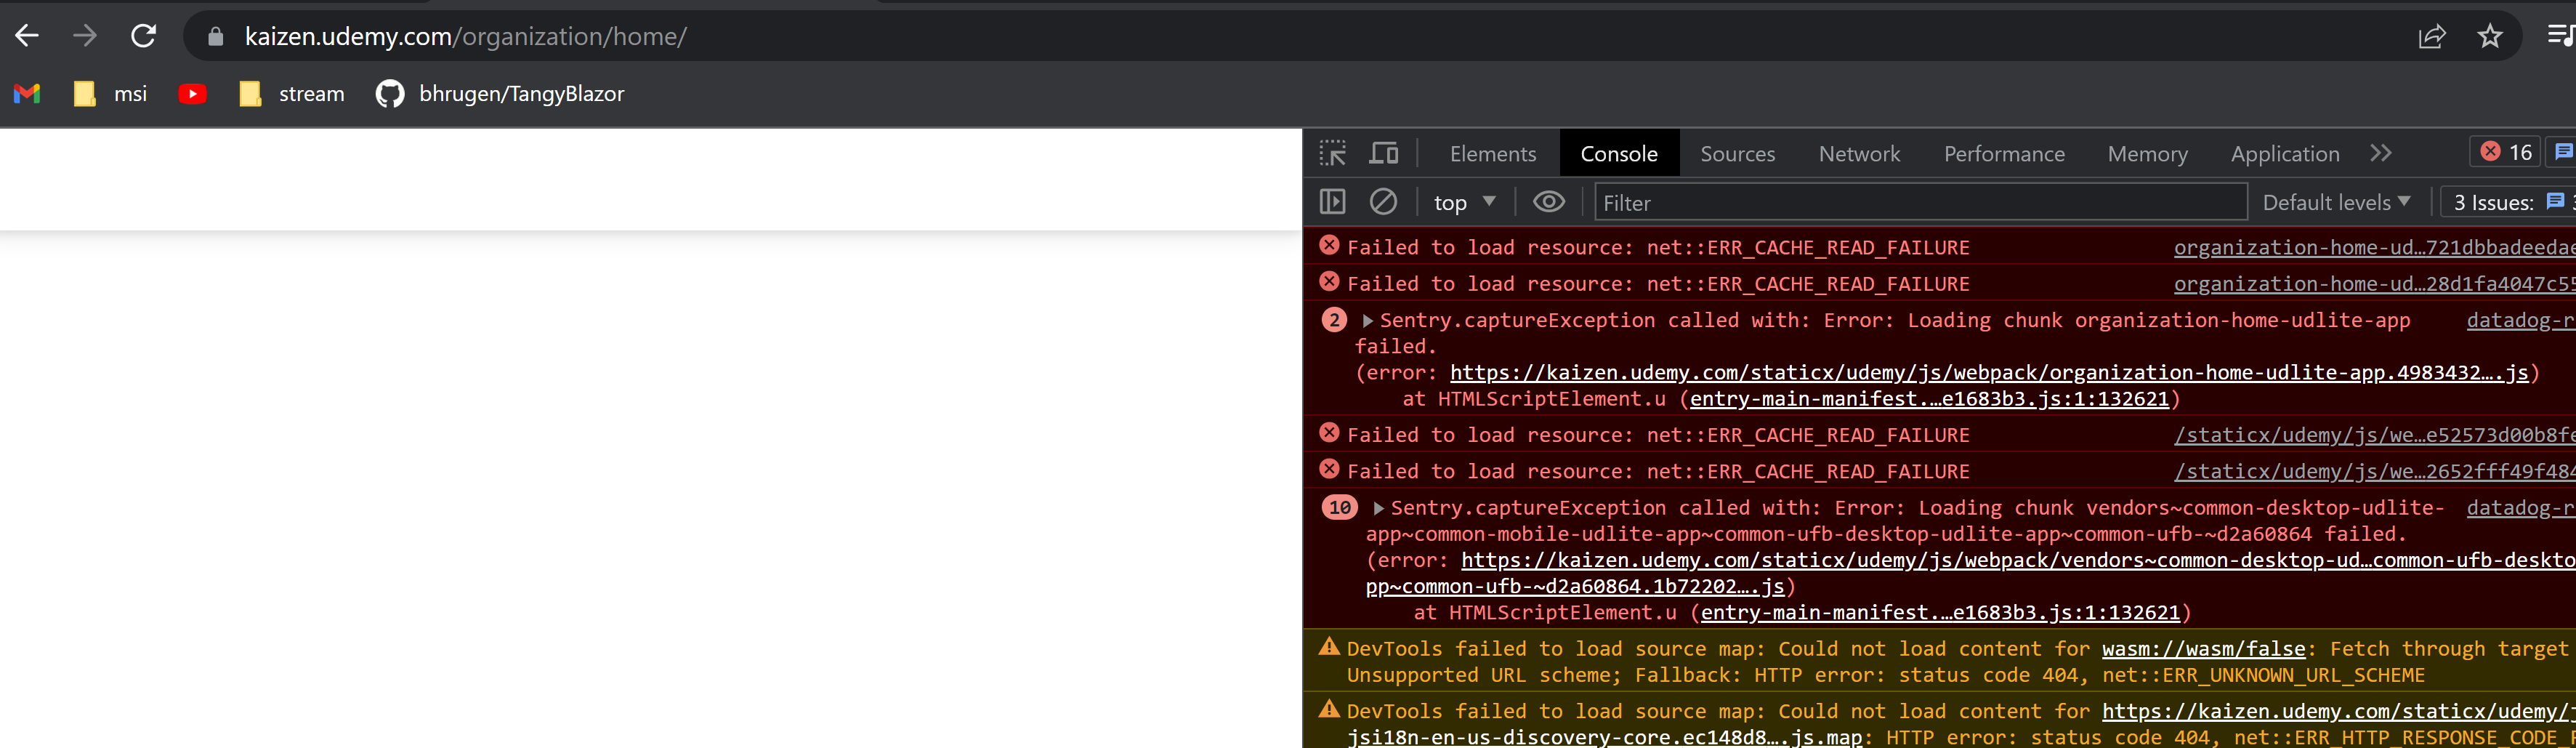 kaizen.udemy.com/organization/home/
msi stream bhrugen/TangyBlazor
Elements Console Sources Network Performance Memory Application 16
top Filter Default levels 3 Issues:
Failed to load resource: net::ERR_CACHE_READ_FAILURE organization-home-ud…721dbbadeedae
Failed to load resource: net::ERR_CACHE_READ_FAILURE organization-home-ud…28d1fa4047c55
2 Sentry.captureException called with: Error: Loading chunk organization-home-udlite-app datadog-r
failed.
(error: https://kaizen.udemy.com/staticx/udemy/js/webpack/organization-home-udlite-app.4983432….js)
at HTMLScriptElement.u (entry-main-manifest.…e1683b3.js:1:132621)
Failed to load resource: net::ERR_CACHE_READ_FAILURE /staticx/udemy/js/we…e52573d00b8fe
Failed to load resource: net::ERR_CACHE_READ_FAILURE /staticx/udemy/js/we…2652fff49f484
10 Sentry.captureException called with: Error: Loading chunk vendors~common-desktop-udlite- datadog-r
app~common-mobile-udlite-app~common-ufb-desktop-udlite-app~common-ufb-~d2a60864 failed.
(error: https://kaizen.udemy.com/staticx/udemy/js/webpack/vendors~common-desktop-ud…common-ufb-deskto
pp~common-ufb-~d2a60864.1b72202….js)
at HTMLScriptElement.u (entry-main-manifest.…e1683b3.js:1:132621)
DevTools failed to load source map: Could not load content for wasm://wasm/false: Fetch through target
Unsupported URL scheme; Fallback: HTTP error: status code 404, net::ERR_UNKNOWN_URL_SCHEME
DevTools failed to load source map: Could not load content for https://kaizen.udemy.com/staticx/udemy/j
jsi18n-en-us-discovery-core.ec148d8….js.map: HTTP error: status code 404, net::ERR_HTTP_RESPONSE_CODE_